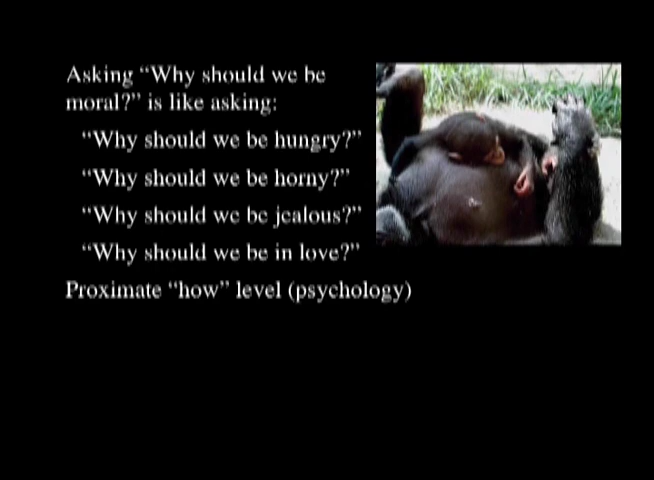 Asking “Why should we be
moral?” is like asking:
“Why should we be hungry?”
“Why should we be horny?”
“Why should we be jealous?”
“Why should we be in love?”
Proximate “how” level (psychology)